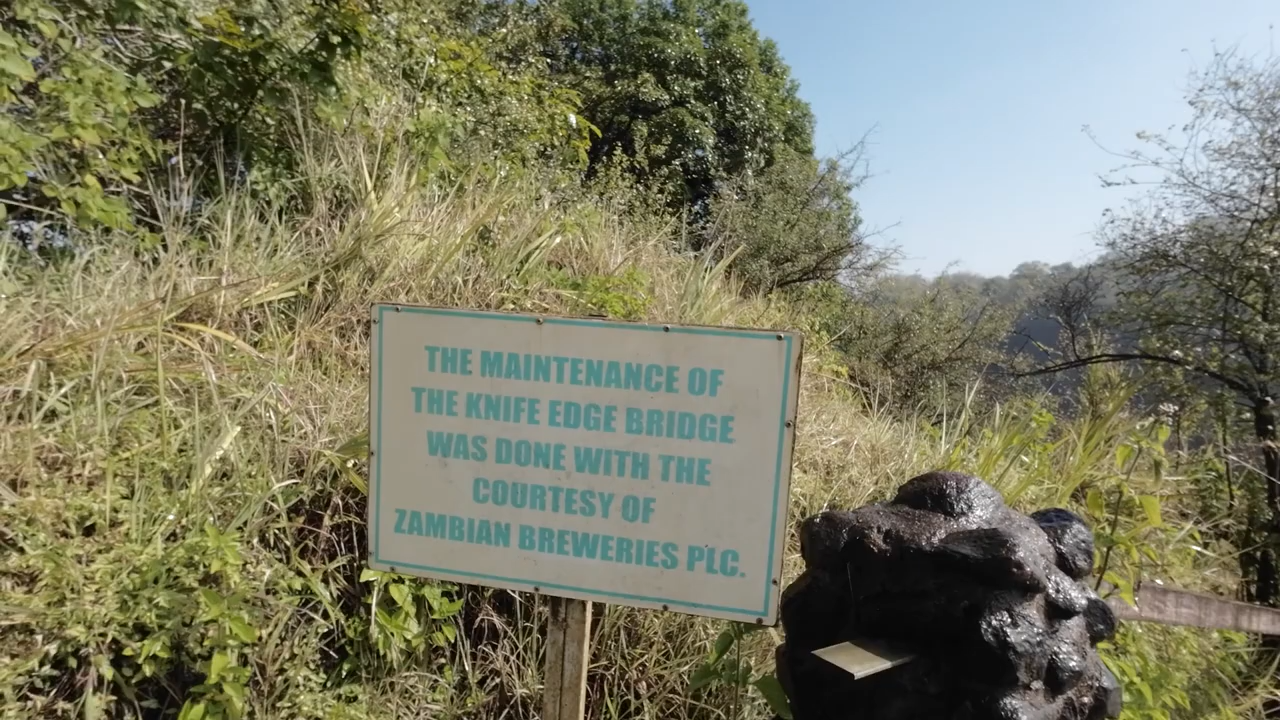 THE MAINTENANCE OF
THE KNIFE EDGE BRIDGE
WAS DONE WITH THE
COURTESY OF
ZAMBIAN BREWERIES PLC.